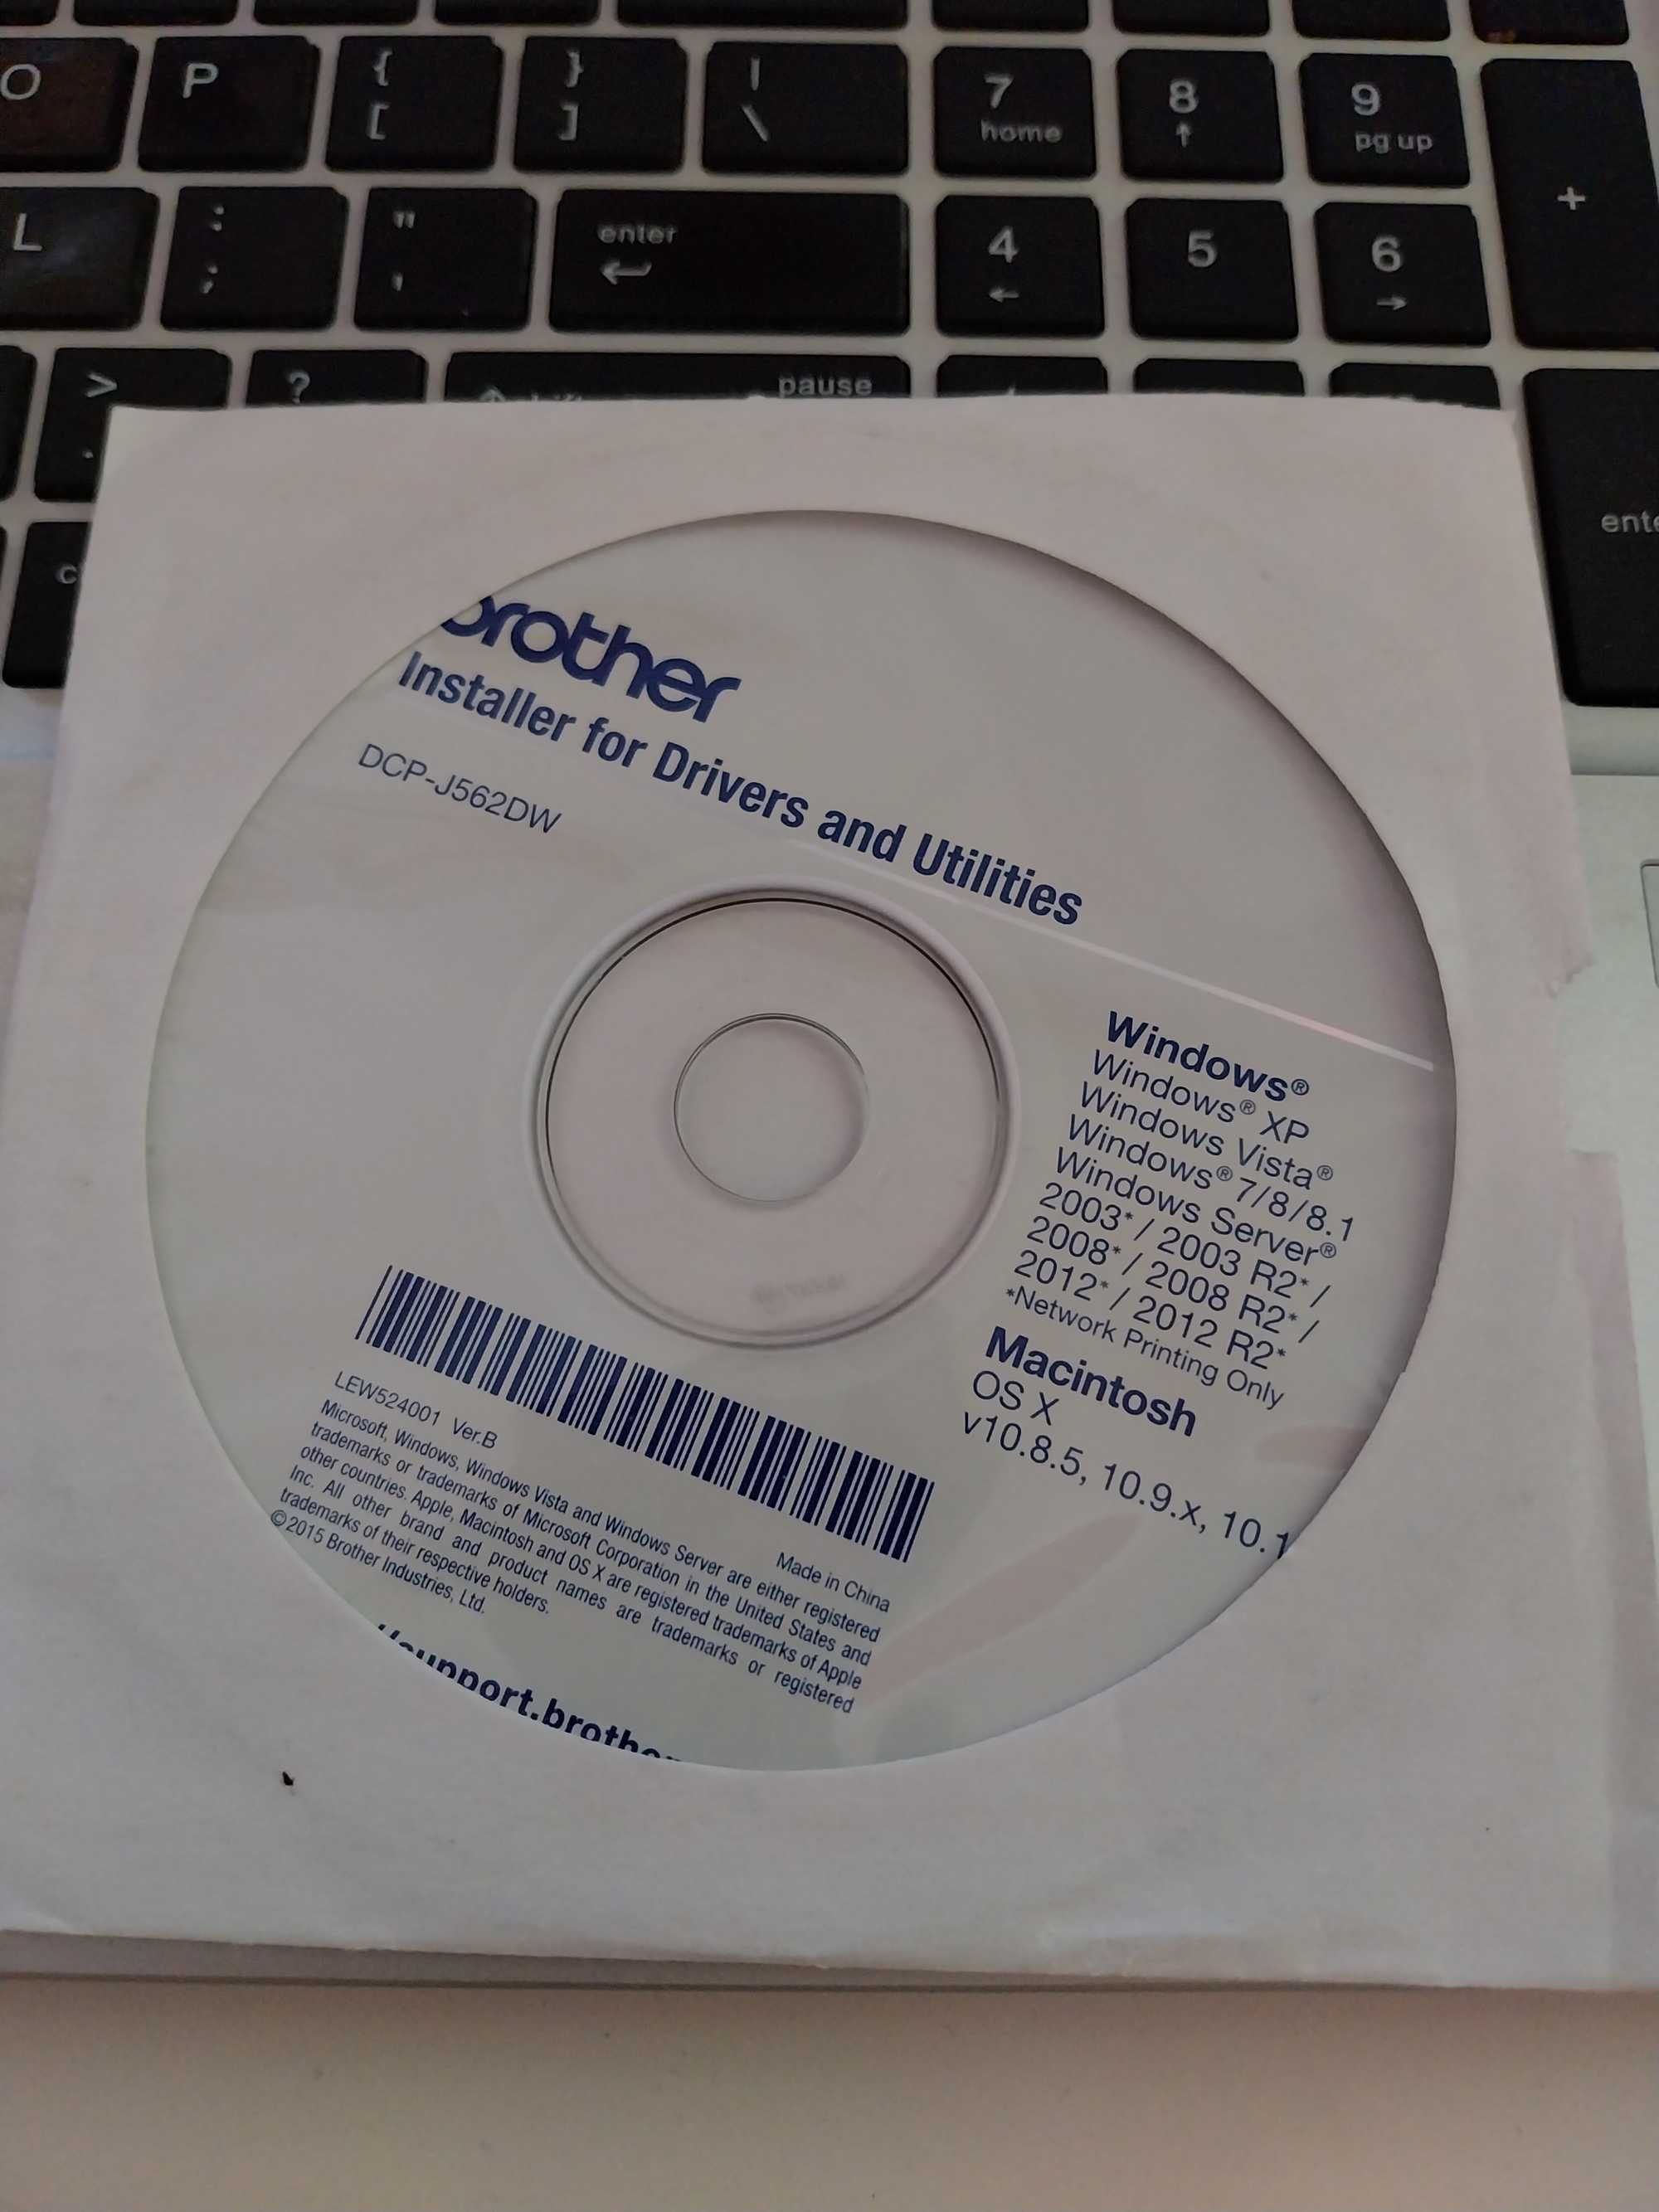 O P { [ } ] | \ 7 home 8 ↑ 9 pg up +
L : ; " ' enter ↵ 4 ← 5 6 →
> . ? pause
c
brother
Installer for Drivers and Utilities
DCP-J562DW
Windows®
Windows® XP
Windows Vista®
Windows® 7/8/8.1
Windows Server®
2003* / 2003 R2* /
2008* / 2008 R2* /
2012* / 2012 R2*
*Network Printing Only
Macintosh
OS X
v10.8.5, 10.9.x, 10.1
LEW524001 Ver.B
Made in China
Microsoft, Windows, Windows Vista and Windows Server are either registered
trademarks or trademarks of Microsoft Corporation in the United States and
other countries. Apple, Macintosh and OS X are registered trademarks of Apple
Inc. All other brand and product names are trademarks or registered
trademarks of their respective holders.
©2015 Brother Industries, Ltd.
//support.brother